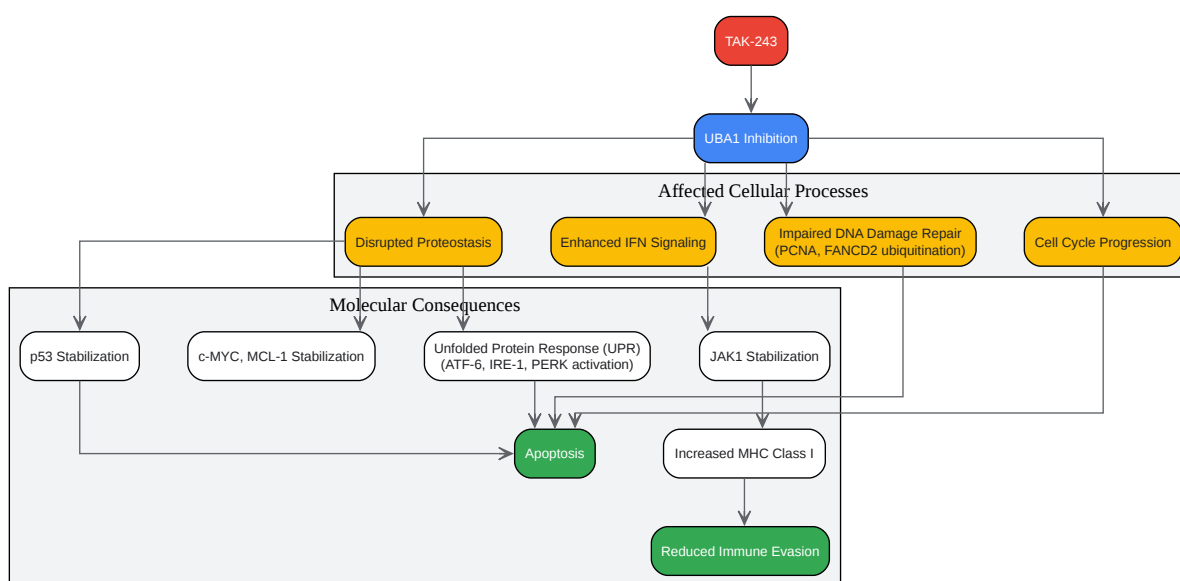 TAK-243
UBA1 Inhibition
Affected Cellular Processes
Disrupted Proteostasis
Enhanced IFN Signaling
Impaired DNA Damage Repair
(PCNA, FANCD2 ubiquitination)
Cell Cycle Progression
Molecular Consequences
p53 Stabilization
c-MYC, MCL-1 Stabilization
Unfolded Protein Response (UPR)
(ATF-6, IRE-1, PERK activation)
JAK1 Stabilization
Apoptosis
Increased MHC Class I
Reduced Immune Evasion